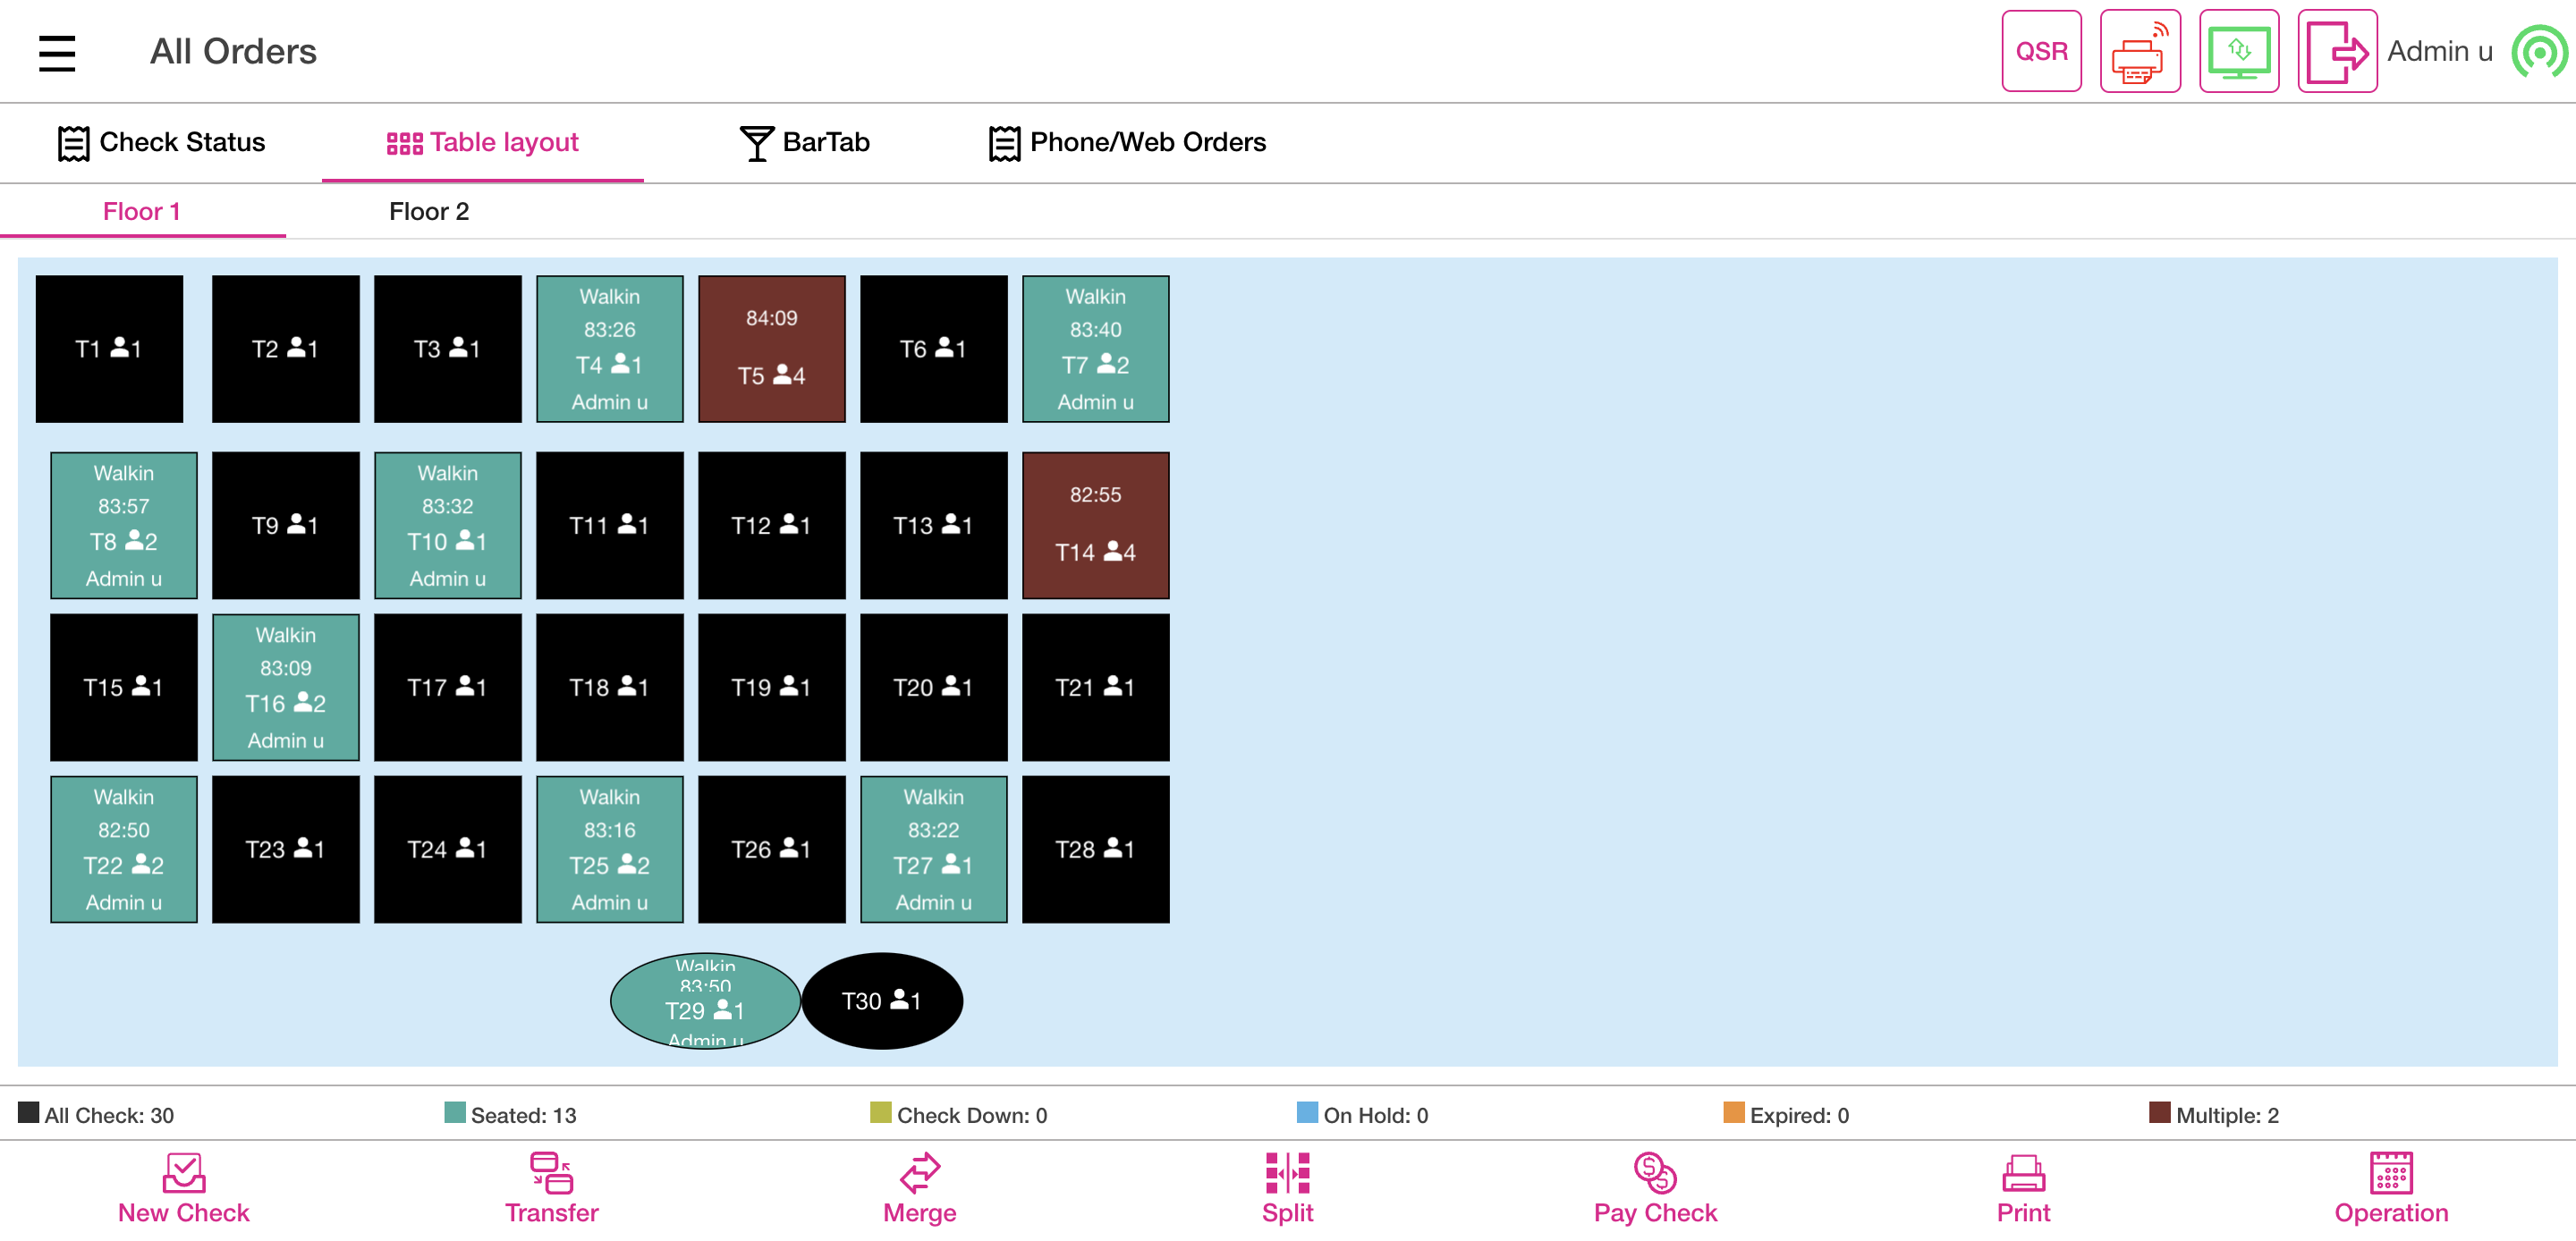 All Orders
QSR
Admin u
Check Status
Table layout
BarTab
Phone/Web Orders
Floor 1
Floor 2
T1 1
T2 1
T3 1
Walkin
83:26
T4 1
Admin u
84:09
T5 4
T6 1
Walkin
83:40
T7 2
Admin u
Walkin
83:57
T8 2
Admin u
T9 1
Walkin
83:32
T10 1
Admin u
T11 1
T12 1
T13 1
82:55
T14 4
T15 1
Walkin
83:09
T16 2
Admin u
T17 1
T18 1
T19 1
T20 1
T21 1
Walkin
82:50
T22 2
Admin u
T23 1
T24 1
Walkin
83:16
T25 2
Admin u
T26 1
Walkin
83:22
T27 1
Admin u
T28 1
Walkin
83:50
T29 1
Admin u
T30 1
All Check: 30
Seated: 13
Check Down: 0
On Hold: 0
Expired: 0
Multiple: 2
New Check
Transfer
Merge
Split
Pay Check
Print
Operation